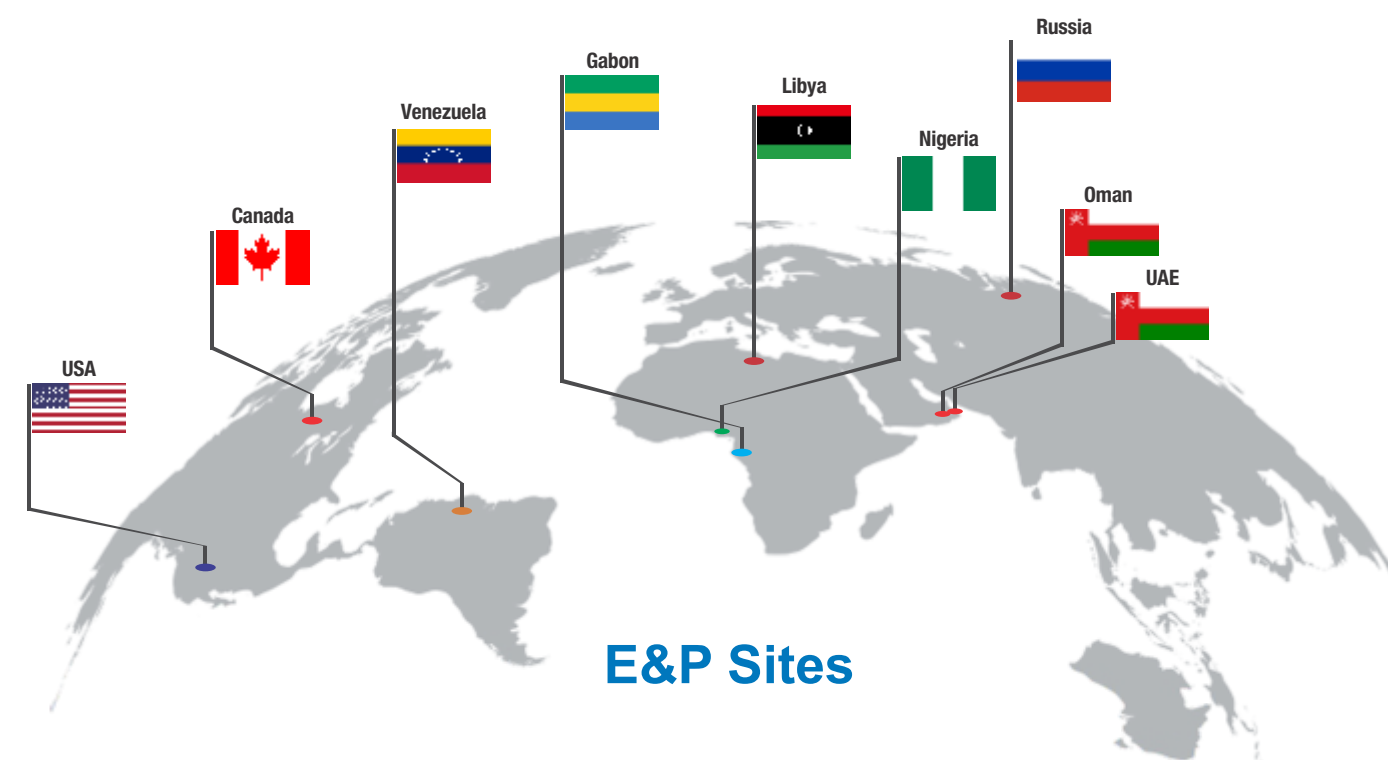 Russia
Gabon
Libya
Venezuela
Nigeria
Oman
Canada
UAE
USA
E&P Sites